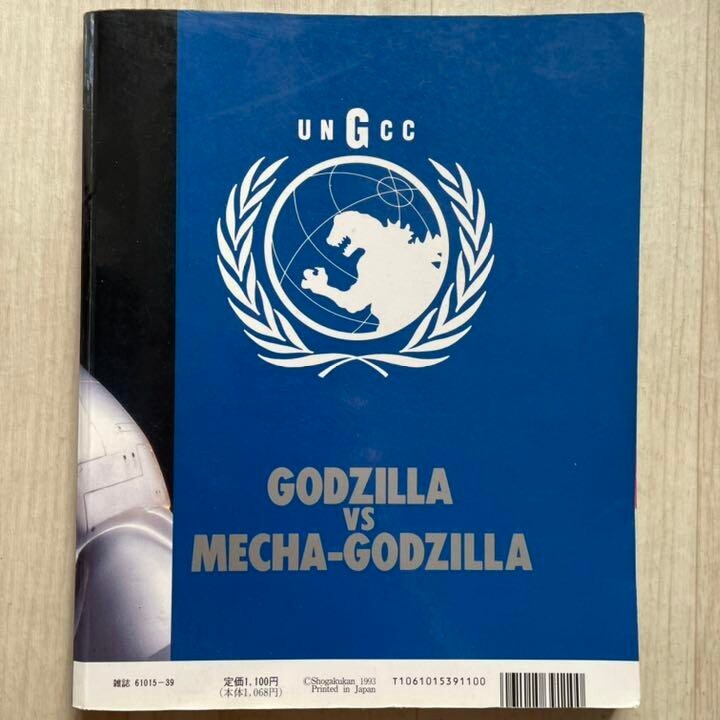 UNGCC
GODZILLA
VS
MECHA-GODZILLA
雑誌 61015-39
定価1,100円
(本体1,068円)
©Shogakukan 1993
Printed in Japan
T1061015391100